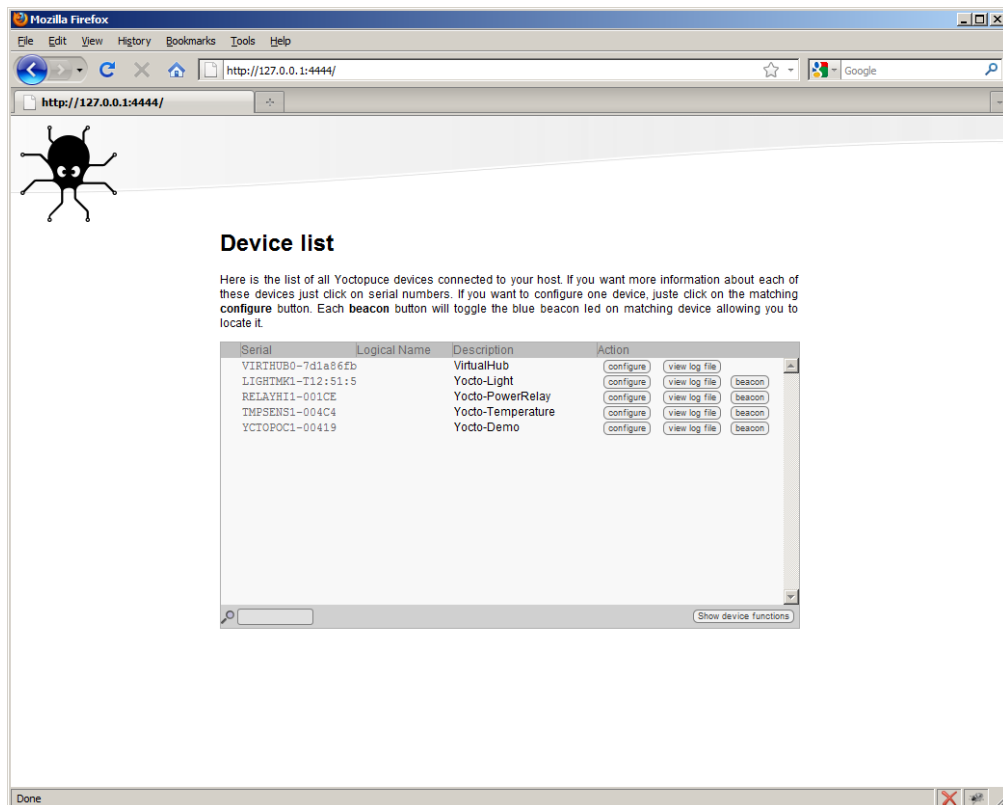 Mozilla Firefox
File Edit View History Bookmarks Tools Help
http://127.0.0.1:4444/ Google
http://127.0.0.1:4444/
Device list
Here is the list of all Yoctopuce devices connected to your host. If you want more information about each of
these devices just click on serial numbers. If you want to configure one device, juste click on the matching
configure button. Each beacon button will toggle the blue beacon led on matching device allowing you to
locate it.
Serial Logical Name Description Action
VIRTHUB0-7d1a86fb VirtualHub configure view log file
LIGHTMK1-T12:51:5 Yocto-Light configure view log file beacon
RELAYHI1-001CE Yocto-PowerRelay configure view log file beacon
TMPSENS1-004C4 Yocto-Temperature configure view log file beacon
YCTOPOC1-00419 Yocto-Demo configure view log file beacon
Show device functions
Done